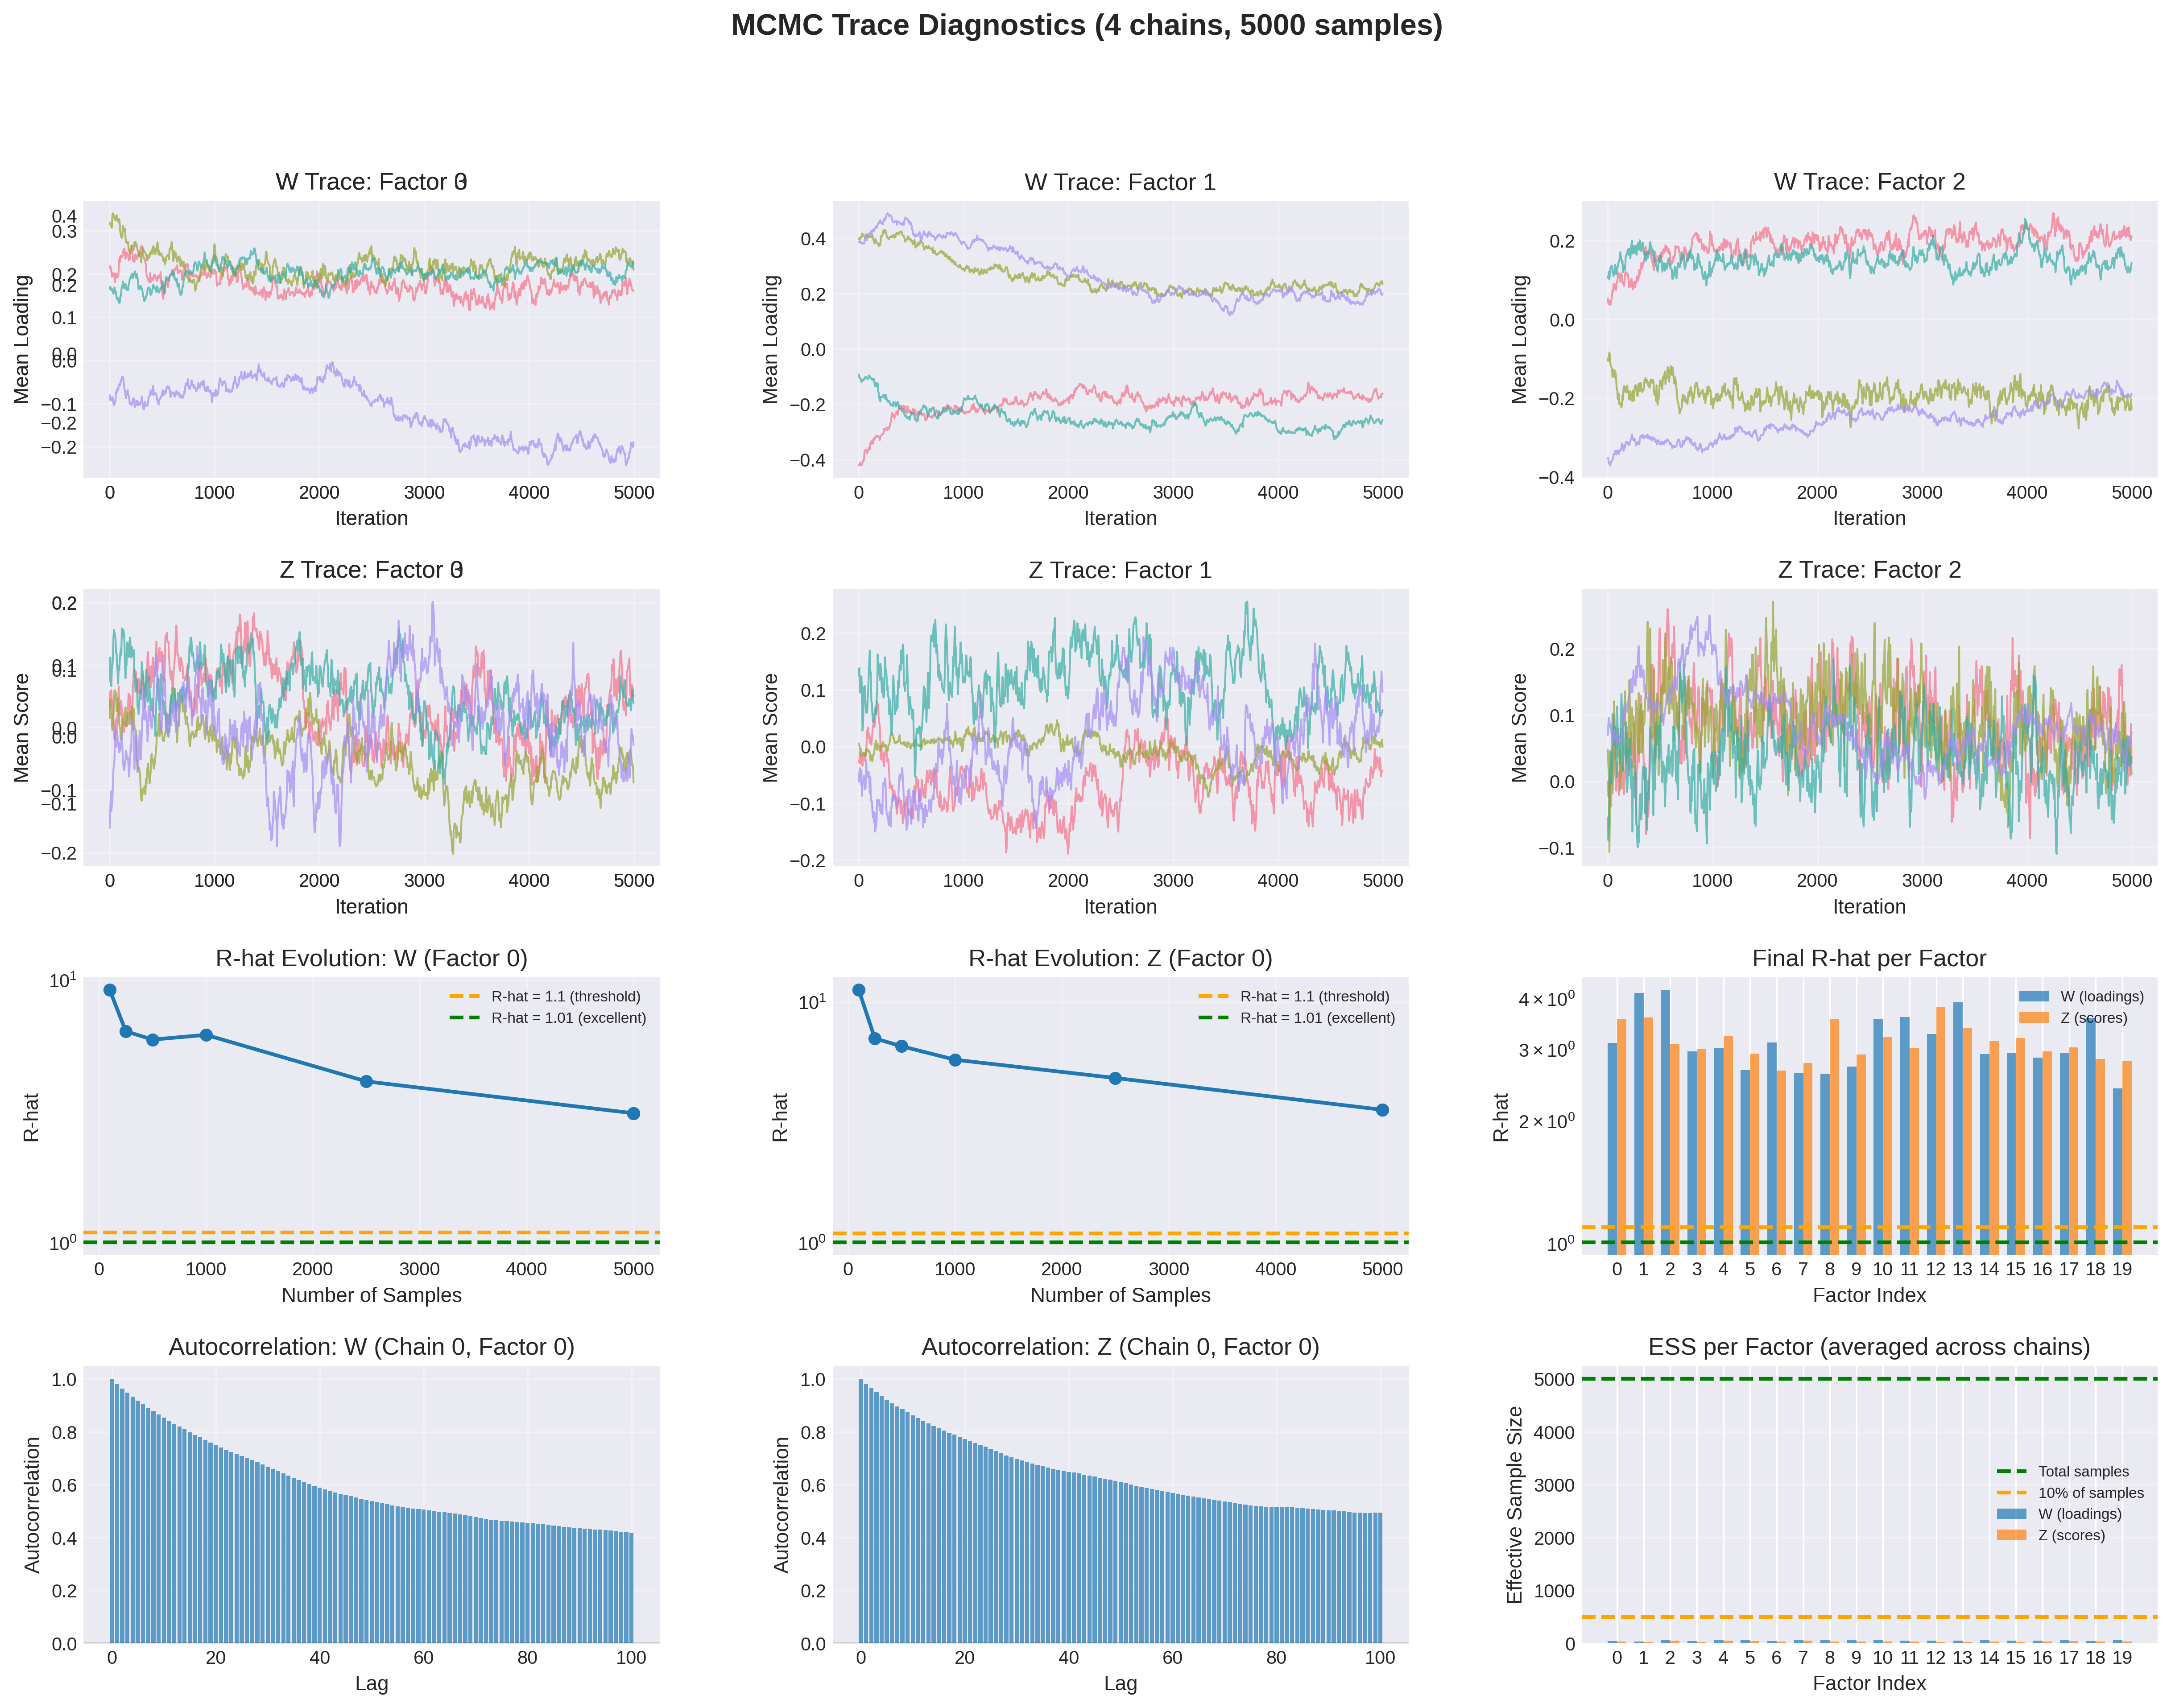 MCMC Trace Diagnostics (4 chains, 5000 samples)
W Trace: Factor
W Trace: Factor 1
W Trace: Factor 2
Mean Loading
0.4
0.3
0.2
0.2
0.1
−0.1
−0.2
−0.2
0 1000 2000 3000 4000 5000
Iteration
Mean Loading
0.4
0.2
0.0
−0.2
−0.4
0 1000 2000 3000 4000 5000
Iteration
Mean Loading
0.2
0.0
−0.2
−0.4
0 1000 2000 3000 4000 5000
Iteration
Z Trace: Factor
Z Trace: Factor 1
Z Trace: Factor 2
Mean Score
0.2
0.1
0.1
0.0
0.0
−0.1
−0.1
−0.2
0 1000 2000 3000 4000 5000
Iteration
Mean Score
0.2
0.1
0.0
−0.1
−0.2
0 1000 2000 3000 4000 5000
Iteration
Mean Score
0.2
0.1
0.0
−0.1
0 1000 2000 3000 4000 5000
Iteration
R-hat Evolution: W (Factor 0)
R-hat
10¹
10⁰
R-hat = 1.1 (threshold)
R-hat = 1.01 (excellent)
0 1000 2000 3000 4000 5000
Number of Samples
R-hat Evolution: Z (Factor 0)
R-hat
10¹
10⁰
R-hat = 1.1 (threshold)
R-hat = 1.01 (excellent)
0 1000 2000 3000 4000 5000
Number of Samples
Final R-hat per Factor
R-hat
4 × 10⁰
3 × 10⁰
2 × 10⁰
10⁰
W (loadings)
Z (scores)
0 1 2 3 4 5 6 7 8 9 10 11 12 13 14 15 16 17 18 19
Factor Index
Autocorrelation: W (Chain 0, Factor 0)
Autocorrelation
1.0
0.8
0.6
0.4
0.2
0.0
0 20 40 60 80 100
Lag
Autocorrelation: Z (Chain 0, Factor 0)
Autocorrelation
1.0
0.8
0.6
0.4
0.2
0.0
0 20 40 60 80 100
Lag
ESS per Factor (averaged across chains)
Effective Sample Size
5000
4000
3000
2000
1000
0
Total samples
10% of samples
W (loadings)
Z (scores)
0 1 2 3 4 5 6 7 8 9 10 11 12 13 14 15 16 17 18 19
Factor Index